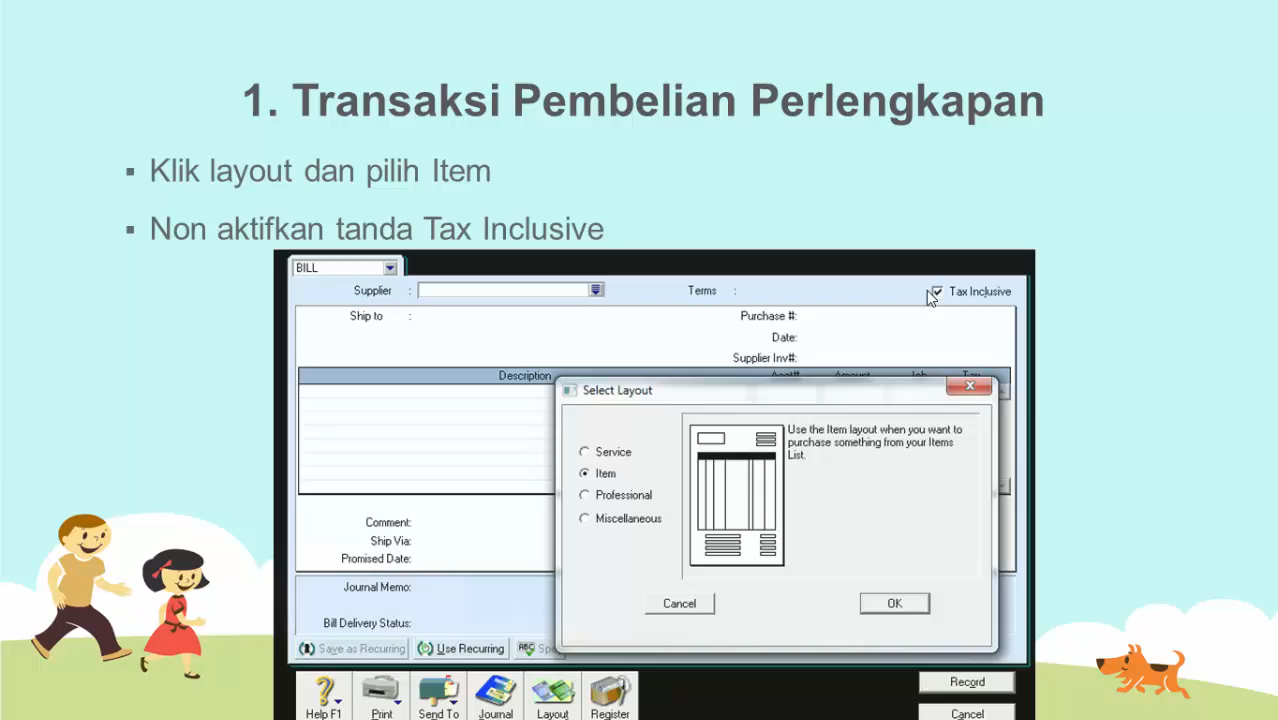 1. Transaksi Pembelian Perlengkapan
▪ Klik layout dan pilih Item
▪ Non aktifkan tanda Tax Inclusive
BILL
Supplier :
Terms :
Tax Inclusive
Ship to :
Purchase #:
Date:
Supplier Inv#:
Description
Select Layout
Service
Item
Professional
Miscellaneous
Use the Item layout when you want to
purchase something from your Items
List.
Cancel
OK
Comment:
Ship Via:
Promised Date:
Journal Memo:
Bill Delivery Status:
Save as Recurring
Use Recurring
Help F1
Print
Send To
Journal
Layout
Register
Record
Cancel